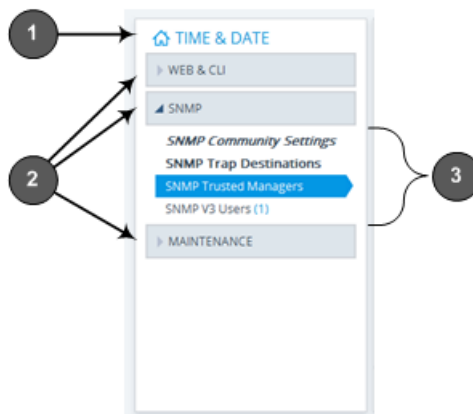 1
TIME & DATE
WEB & CLI
SNMP
SNMP Community Settings
SNMP Trap Destinations
2
SNMP Trusted Managers
3
SNMP V3 Users (1)
MAINTENANCE